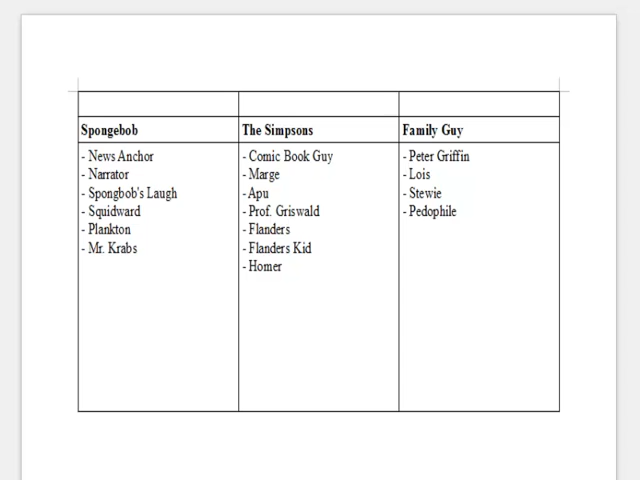 Spongebob
The Simpsons
Family Guy
- News Anchor
- Narrator
- Spongbob's Laugh
- Squidward
- Plankton
- Mr. Krabs
- Comic Book Guy
- Marge
- Apu
- Prof. Griswald
- Flanders
- Flanders Kid
- Homer
- Peter Griffin
- Lois
- Stewie
- Pedophile